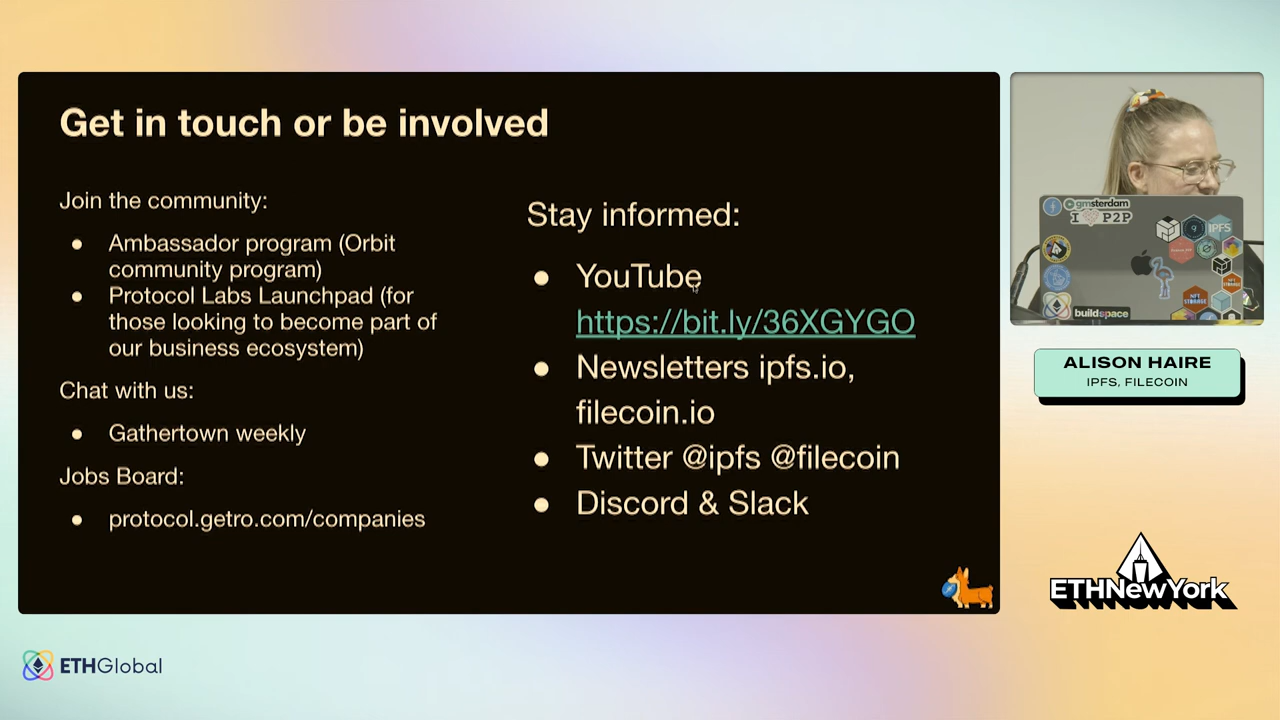 Get in touch or be involved
Join the community:
Ambassador program (Orbit
community program)
Protocol Labs Launchpad (for
those looking to become part of
our business ecosystem)
Chat with us:
Gathertown weekly
Jobs Board:
protocol.getro.com/companies
Stay informed:
YouTube
https://bit.ly/36XGYGO
Newsletters ipfs.io,
filecoin.io
Twitter @ipfs @filecoin
Discord & Slack
gmsterdam
I P2P
IPFS
buildspace
ALISON HAIRE
IPFS, FILECOIN
ETHNewYork
ETHGlobal